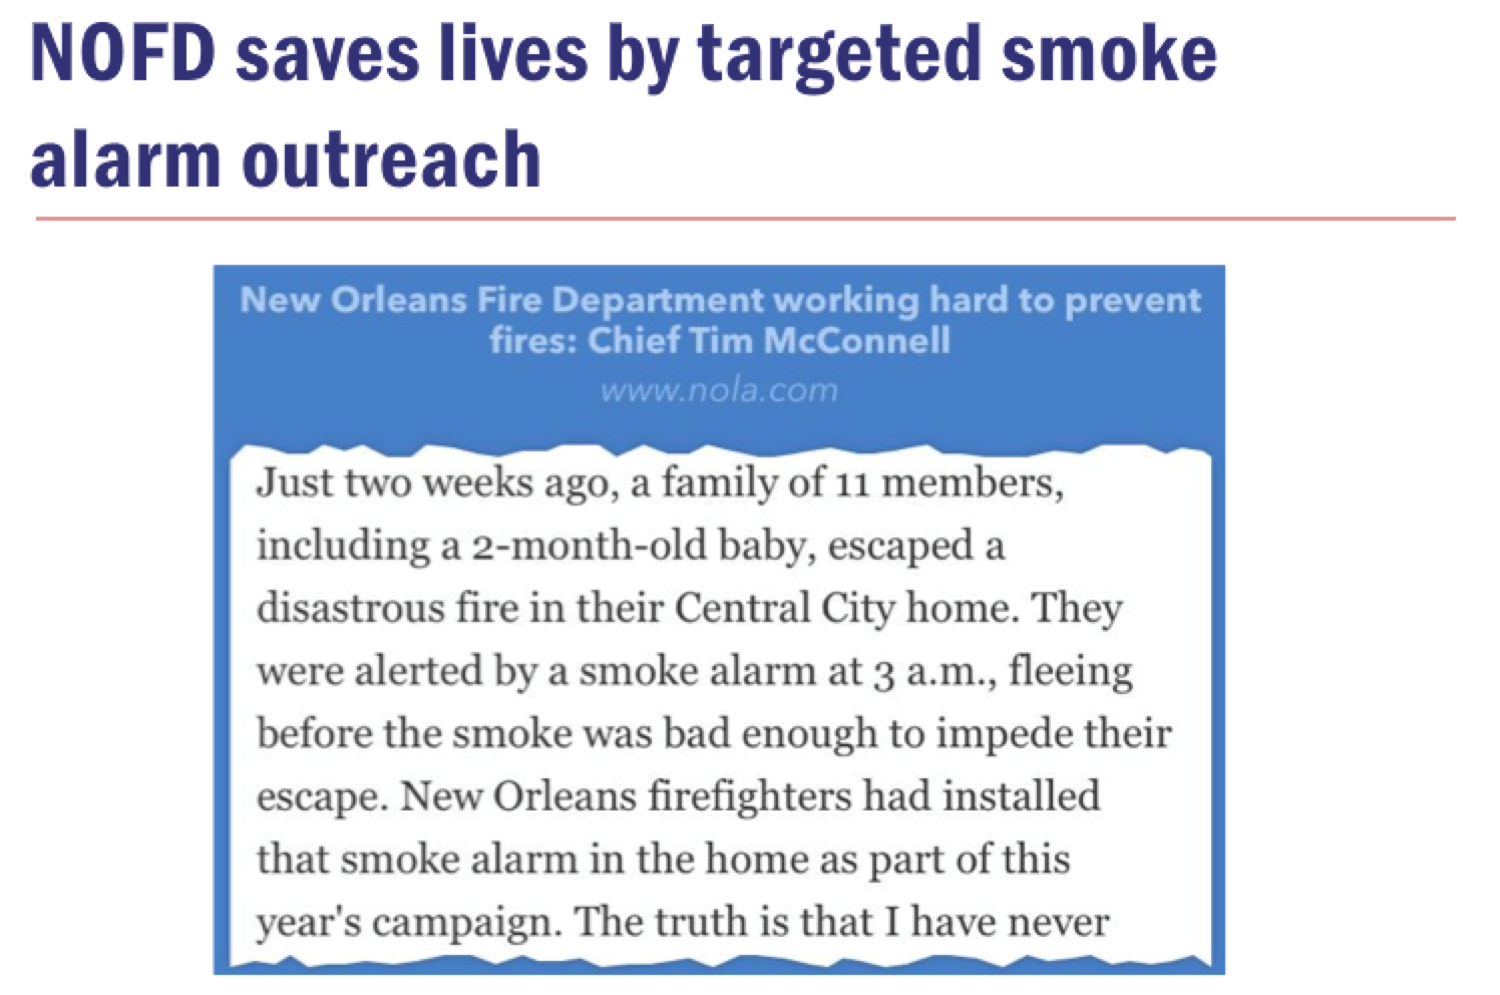 NOFD saves lives by targeted smoke
alarm outreach
New Orleans Fire Department working hard to prevent
fires: Chief Tim McConnell
www.nola.com
Just two weeks ago, a family of 11 members,
including a 2-month-old baby, escaped a
disastrous fire in their Central City home. They
were alerted by a smoke alarm at 3 a.m., fleeing
before the smoke was bad enough to impede their
escape. New Orleans firefighters had installed
that smoke alarm in the home as part of this
year's campaign. The truth is that I have never